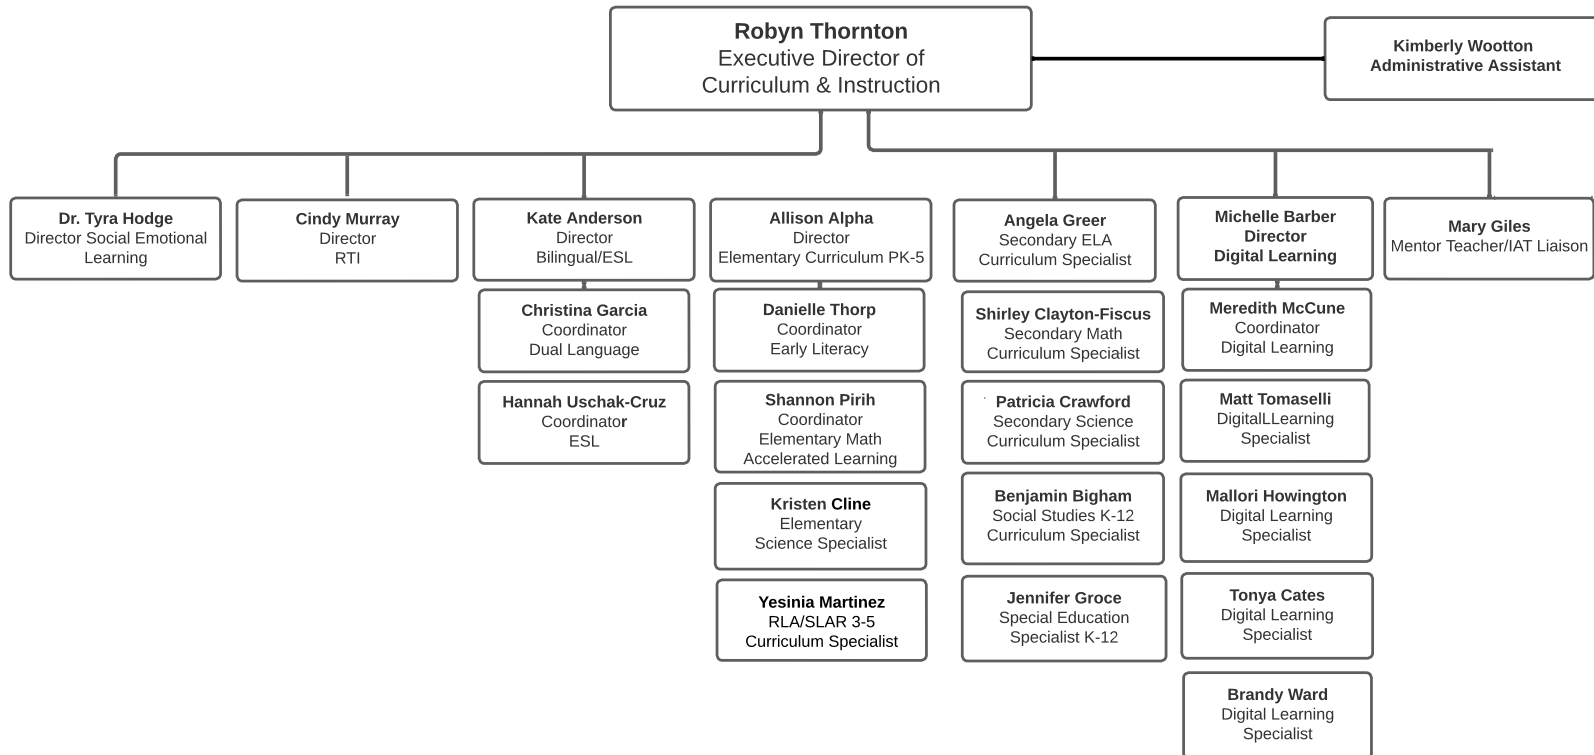 Robyn Thornton
Executive Director of
Curriculum & Instruction
Kimberly Wootton
Administrative Assistant
Dr. Tyra Hodge
Director Social Emotional
Learning
Cindy Murray
Director
RTI
Kate Anderson
Director
Bilingual/ESL
Christina Garcia
Coordinator
Dual Language
Hannah Uschak-Cruz
Coordinator
ESL
Allison Alpha
Director
Elementary Curriculum PK-5
Danielle Thorp
Coordinator
Early Literacy
Shannon Pirih
Coordinator
Elementary Math
Accelerated Learning
Kristen Cline
Elementary
Science Specialist
Yesinia Martinez
RLA/SLAR 3-5
Curriculum Specialist
Angela Greer
Secondary ELA
Curriculum Specialist
Shirley Clayton-Fiscus
Secondary Math
Curriculum Specialist
Patricia Crawford
Secondary Science
Curriculum Specialist
Benjamin Bigham
Social Studies K-12
Curriculum Specialist
Jennifer Groce
Special Education
Specialist K-12
Michelle Barber
Director
Digital Learning
Meredith McCune
Coordinator
Digital Learning
Matt Tomaselli
DigitalLLearning
Specialist
Mallori Howington
Digital Learning
Specialist
Tonya Cates
Digital Learning
Specialist
Brandy Ward
Digital Learning
Specialist
Mary Giles
Mentor Teacher/IAT Liaison